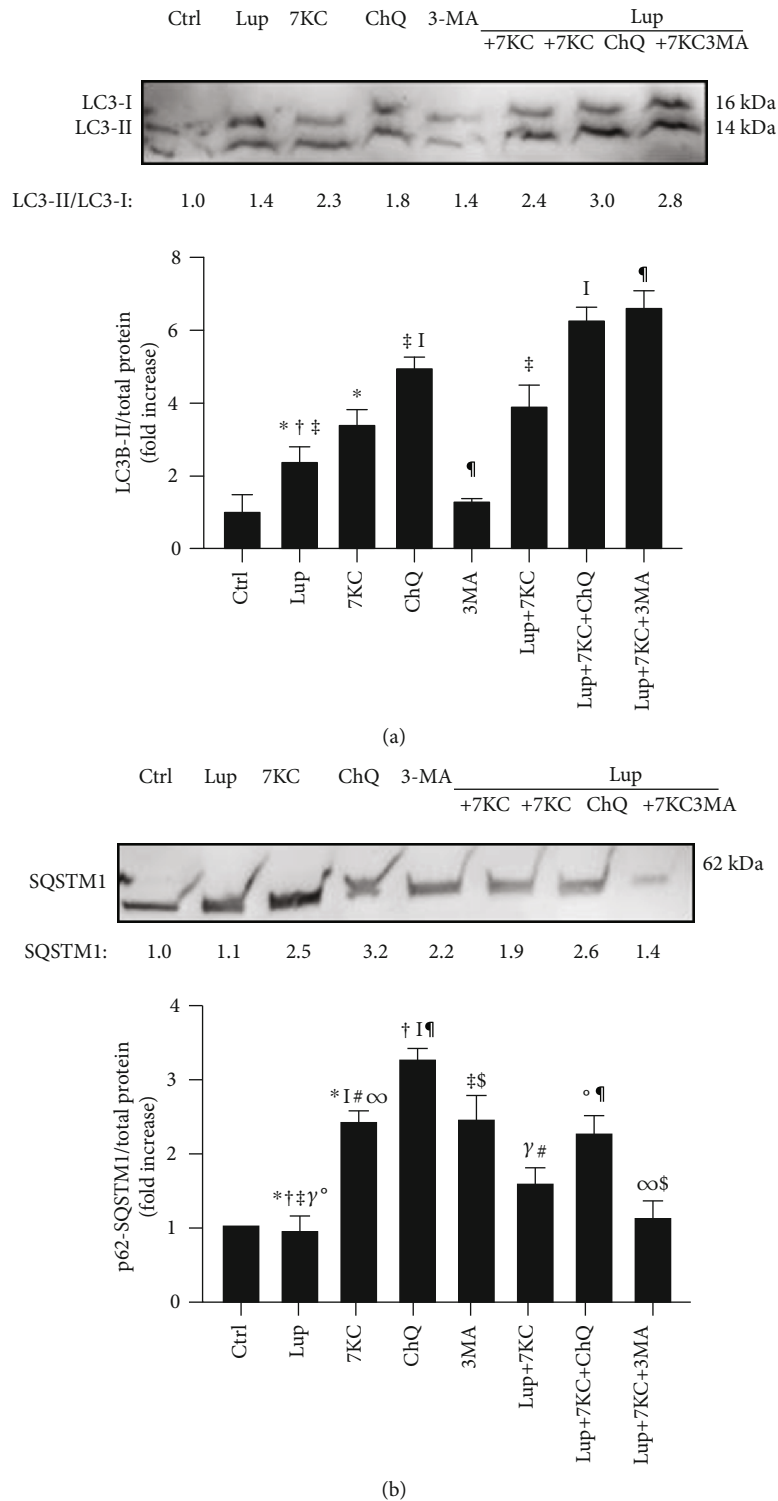 Ctrl Lup 7KC ChQ 3-MA Lup
+7KC +7KC ChQ +7KC3MA
LC3-I 16 kDa
LC3-II 14 kDa
LC3-II/LC3-I: 1.0 1.4 2.3 1.8 1.4 2.4 3.0 2.8
LC3B-II/total protein
(fold increase)
8
6
4
2
0
* † ‡
*
‡ I
¶
‡
I
¶
Ctrl
Lup
7KC
ChQ
3MA
Lup+7KC
Lup+7KC+ChQ
Lup+7KC+3MA
(a)
Ctrl Lup 7KC ChQ 3-MA Lup
+7KC +7KC ChQ +7KC3MA
SQSTM1 62 kDa
SQSTM1: 1.0 1.1 2.5 3.2 2.2 1.9 2.6 1.4
p62-SQSTM1/total protein
(fold increase)
4
3
2
1
0
*†‡γ°
*I#∞
† I¶
‡$
γ#
°¶
∞$
Ctrl
Lup
7KC
ChQ
3MA
Lup+7KC
Lup+7KC+ChQ
Lup+7KC+3MA
(b)